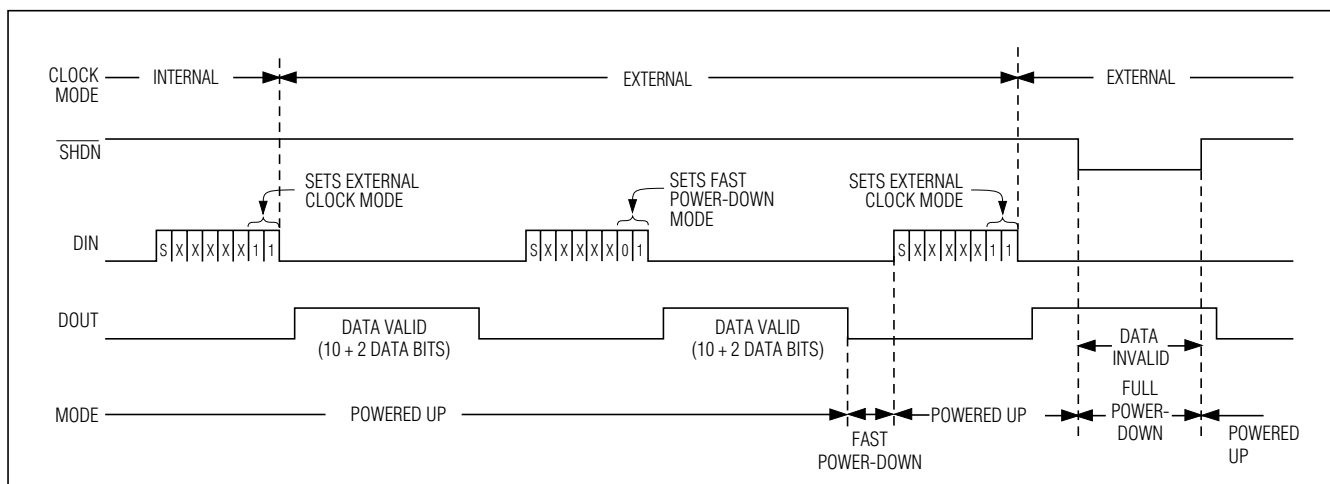 CLOCK MODE
INTERNAL
EXTERNAL
EXTERNAL
SHDN
SETS EXTERNAL
CLOCK MODE
SETS FAST
POWER-DOWN
MODE
SETS EXTERNAL
CLOCK MODE
DIN
S X X X X X 1 1
S X X X X X 0 1
S X X X X X 1 1
DOUT
DATA VALID
(10 + 2 DATA BITS)
DATA VALID
(10 + 2 DATA BITS)
DATA
INVALID
MODE
POWERED UP
FAST
POWER-DOWN
POWERED UP
FULL
POWER-
DOWN
POWERED
UP